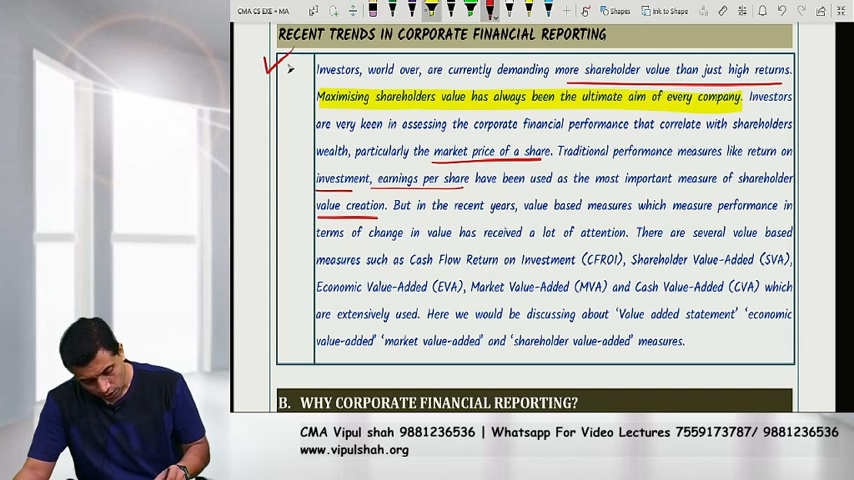 CMA CS EXE + MA
Shapes
Ink to Shape
RECENT TRENDS IN CORPORATE FINANCIAL REPORTING
Investors, world over, are currently demanding more shareholder value than just high returns.
Maximising shareholders value has always been the ultimate aim of every company. Investors
are very keen in assessing the corporate financial performance that correlate with shareholders
wealth, particularly the market price of a share. Traditional performance measures like return on
investment, earnings per share have been used as the most important measure of shareholder
value creation. But in the recent years, value based measures which measure performance in
terms of change in value has received a lot of attention. There are several value based
measures such as Cash Flow Return on Investment (CFROI), Shareholder Value-Added (SVA),
Economic Value-Added (EVA), Market Value-Added (MVA) and Cash Value-Added (CVA) which
are extensively used. Here we would be discussing about 'Value added statement' 'economic
value-added' 'market value-added' and 'shareholder value-added' measures.
B. WHY CORPORATE FINANCIAL REPORTING?
CMA Vipul shah 9881236536 | Whatsapp For Video Lectures 7559173787/ 9881236536
www.vipulshah.org